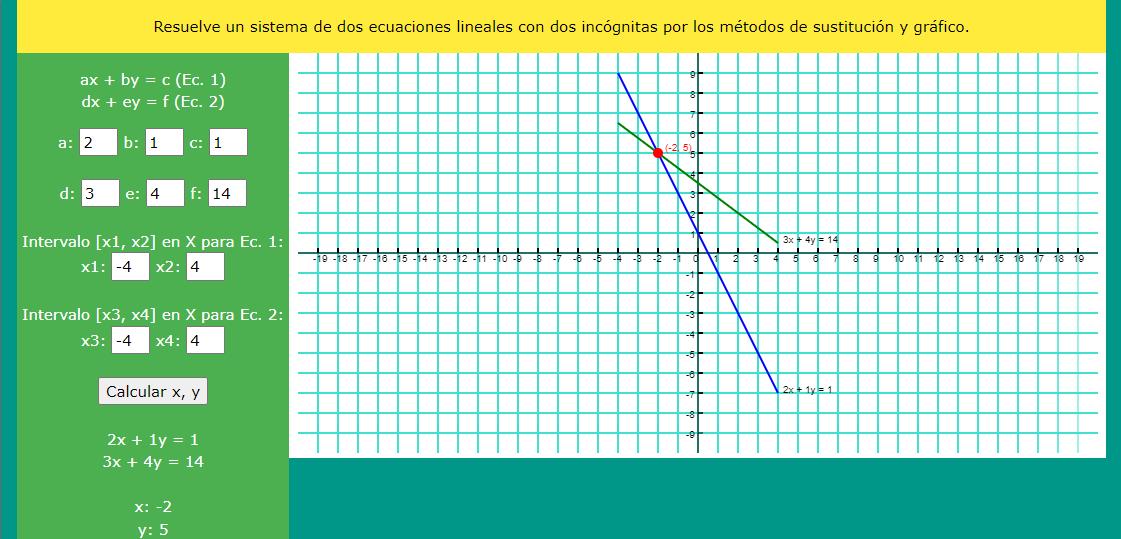 Resuelve un sistema de dos ecuaciones lineales con dos incógnitas por los métodos de sustitución y gráfico.
ax + by = c (Ec. 1)
dx + ey = f (Ec. 2)
a: 2 b: 1 c: 1
d: 3 e: 4 f: 14
Intervalo [x1, x2] en X para Ec. 1:
x1: -4 x2: 4
Intervalo [x3, x4] en X para Ec. 2:
x3: -4 x4: 4
Calcular x, y
2x + 1y = 1
3x + 4y = 14
x: -2
y: 5
9
8
7
6
(-2, 5)
5
4
3
2
1
3x + 4y = 14
-19 -18 -17 -16 -15 -14 -13 -12 -11 -10 -9 -8 -7 -6 -5 -4 -3 -2 -1 0 1 2 3 4 5 6 7 8 9 10 11 12 13 14 15 16 17 18 19
-1
-2
-3
-4
-5
-6
-7
2x + 1y = 1
-8
-9